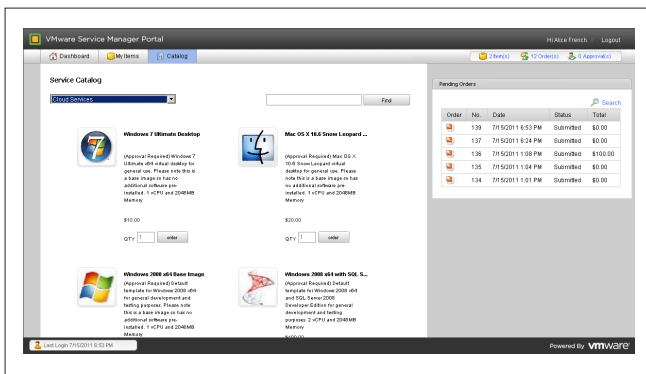 VMware Service Manager Portal
Hi Alice French Logout
Dashboard My Items Catalog
2 Item(s) 12 Order(s) 0 Approval(s)
Service Catalog
Cloud Services
Find
Windows 7 Ultimate Desktop
(Approval Required) Windows 7
Ultimate x64 virtual desktop for
general use. Please note this is
a base image so has no
additional software pre-
installed. 1 vCPU and 2048MB
Memory
$10.00
QTY 1 order
Mac OS X 10.6 Snow Leopard ...
(Approval Required) Mac OS X
10.6 Snow Leopard virtual
desktop for general use. Please
note this is a base image so has
no additional software pre-
installed. 1 vCPU and 2048MB
Memory
$20.00
QTY 1 order
Windows 2008 x64 Base Image
(Approval Required) Default
template for Windows 2008 x64
for general development and
testing purposes. Please note
this is a base image so has no
additional software pre-
installed. 1 vCPU and 2048MB
Memory
Windows 2008 x64 with SQL S...
(Approval Required) Default
template for Windows 2008 x64
and SQL Server 2008
Developer Edition for general
development and testing
purposes. 2 vCPU and 2048MB
Memory
$100.00
Pending Orders
Search
Order No. Date Status Total
139 7/15/2011 6:53 PM Submitted $0.00
137 7/15/2011 6:24 PM Submitted $0.00
136 7/15/2011 1:08 PM Submitted $100.00
135 7/15/2011 1:04 PM Submitted $0.00
134 7/15/2011 1:01 PM Submitted $0.00
Last Login 7/15/2011 6:53 PM
Powered By vmware